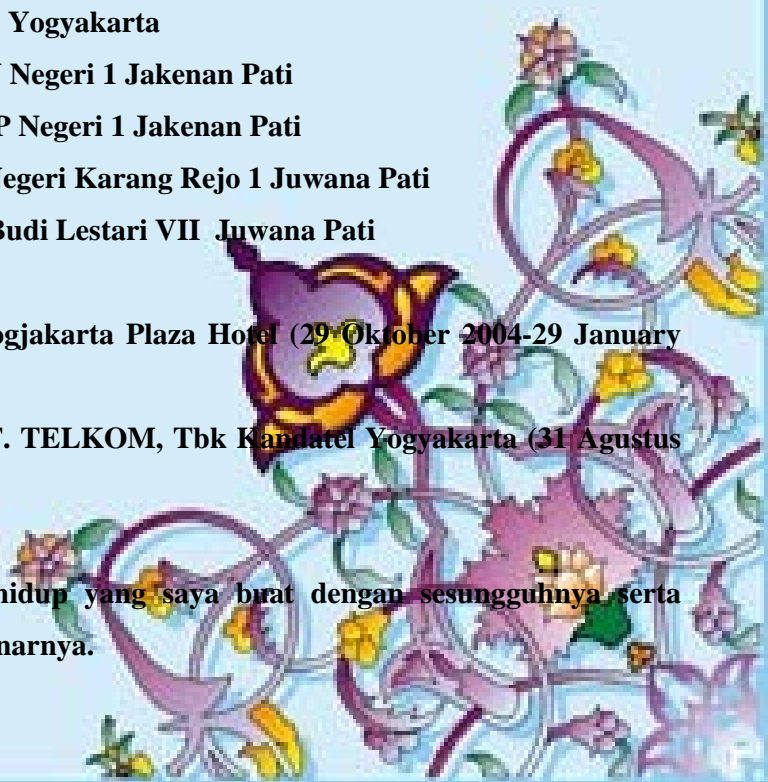 Yogyakarta
Negeri 1 Jakenan Pati
P Negeri 1 Jakenan Pati
Negeri Karang Rejo 1 Juwana Pati
Budi Lestari VII Juwana Pati
ogjakarta Plaza Hotel (29 Oktober 2004-29 January
T. TELKOM, Tbk Kandatel Yogyakarta (31 Agustus
hidup yang saya buat dengan sesungguhnya serta
narnya.